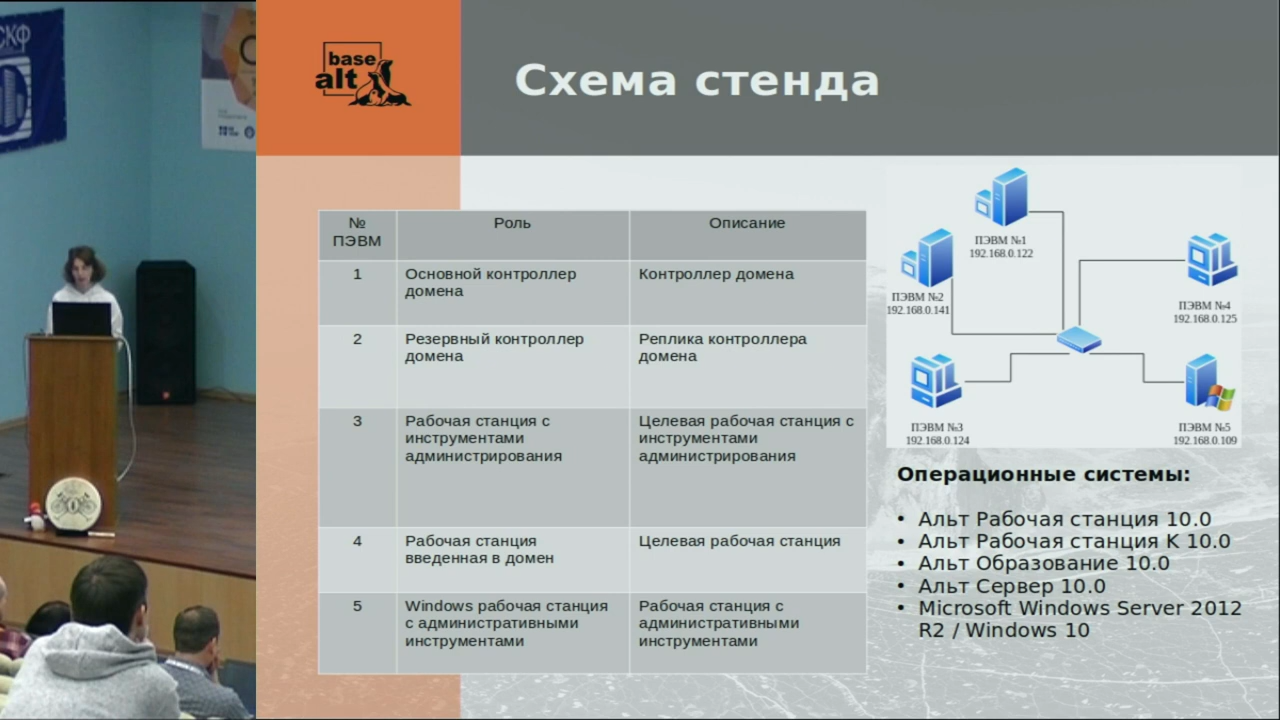 СКФ
base
alt
Схема стенда
№
ПЭВМ
Роль
Описание
1
Основной контроллер
домена
Контроллер домена
2
Резервный контроллер
домена
Реплика контроллера
домена
3
Рабочая станция с
инструментами
администрирования
Целевая рабочая станция с
инструментами
администрирования
4
Рабочая станция
введенная в домен
Целевая рабочая станция
5
Windows рабочая станция
с административными
инструментами
Рабочая станция с
административными
инструментами
ПЭВМ №1
192.168.0.122
ПЭВМ №2
192.168.0.141
ПЭВМ №4
192.168.0.125
ПЭВМ №3
192.168.0.124
ПЭВМ №5
192.168.0.109
Операционные системы:
• Альт Рабочая станция 10.0
• Альт Рабочая станция К 10.0
• Альт Образование 10.0
• Альт Сервер 10.0
• Microsoft Windows Server 2012
R2 / Windows 10